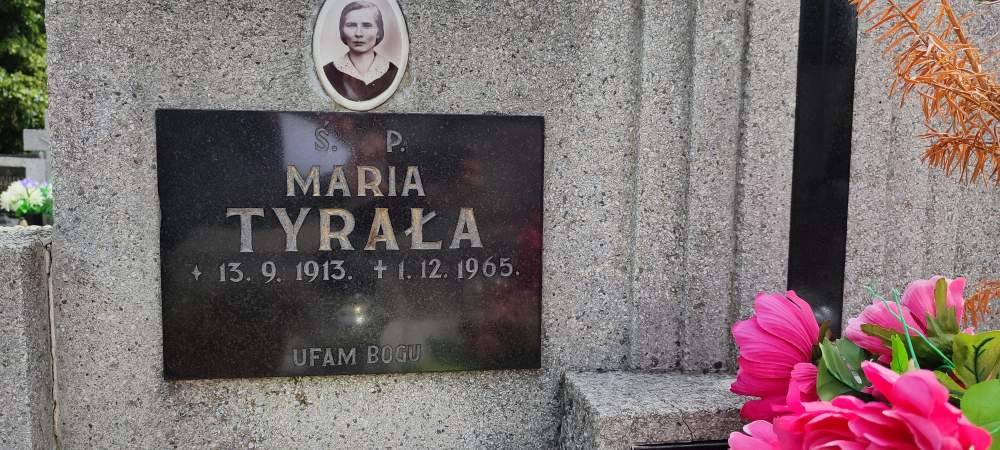 Ś. P.
MARIA
TYRAŁA
✦ 13. 9. 1913. ✝ 1. 12. 1965.
UFAM BOGU